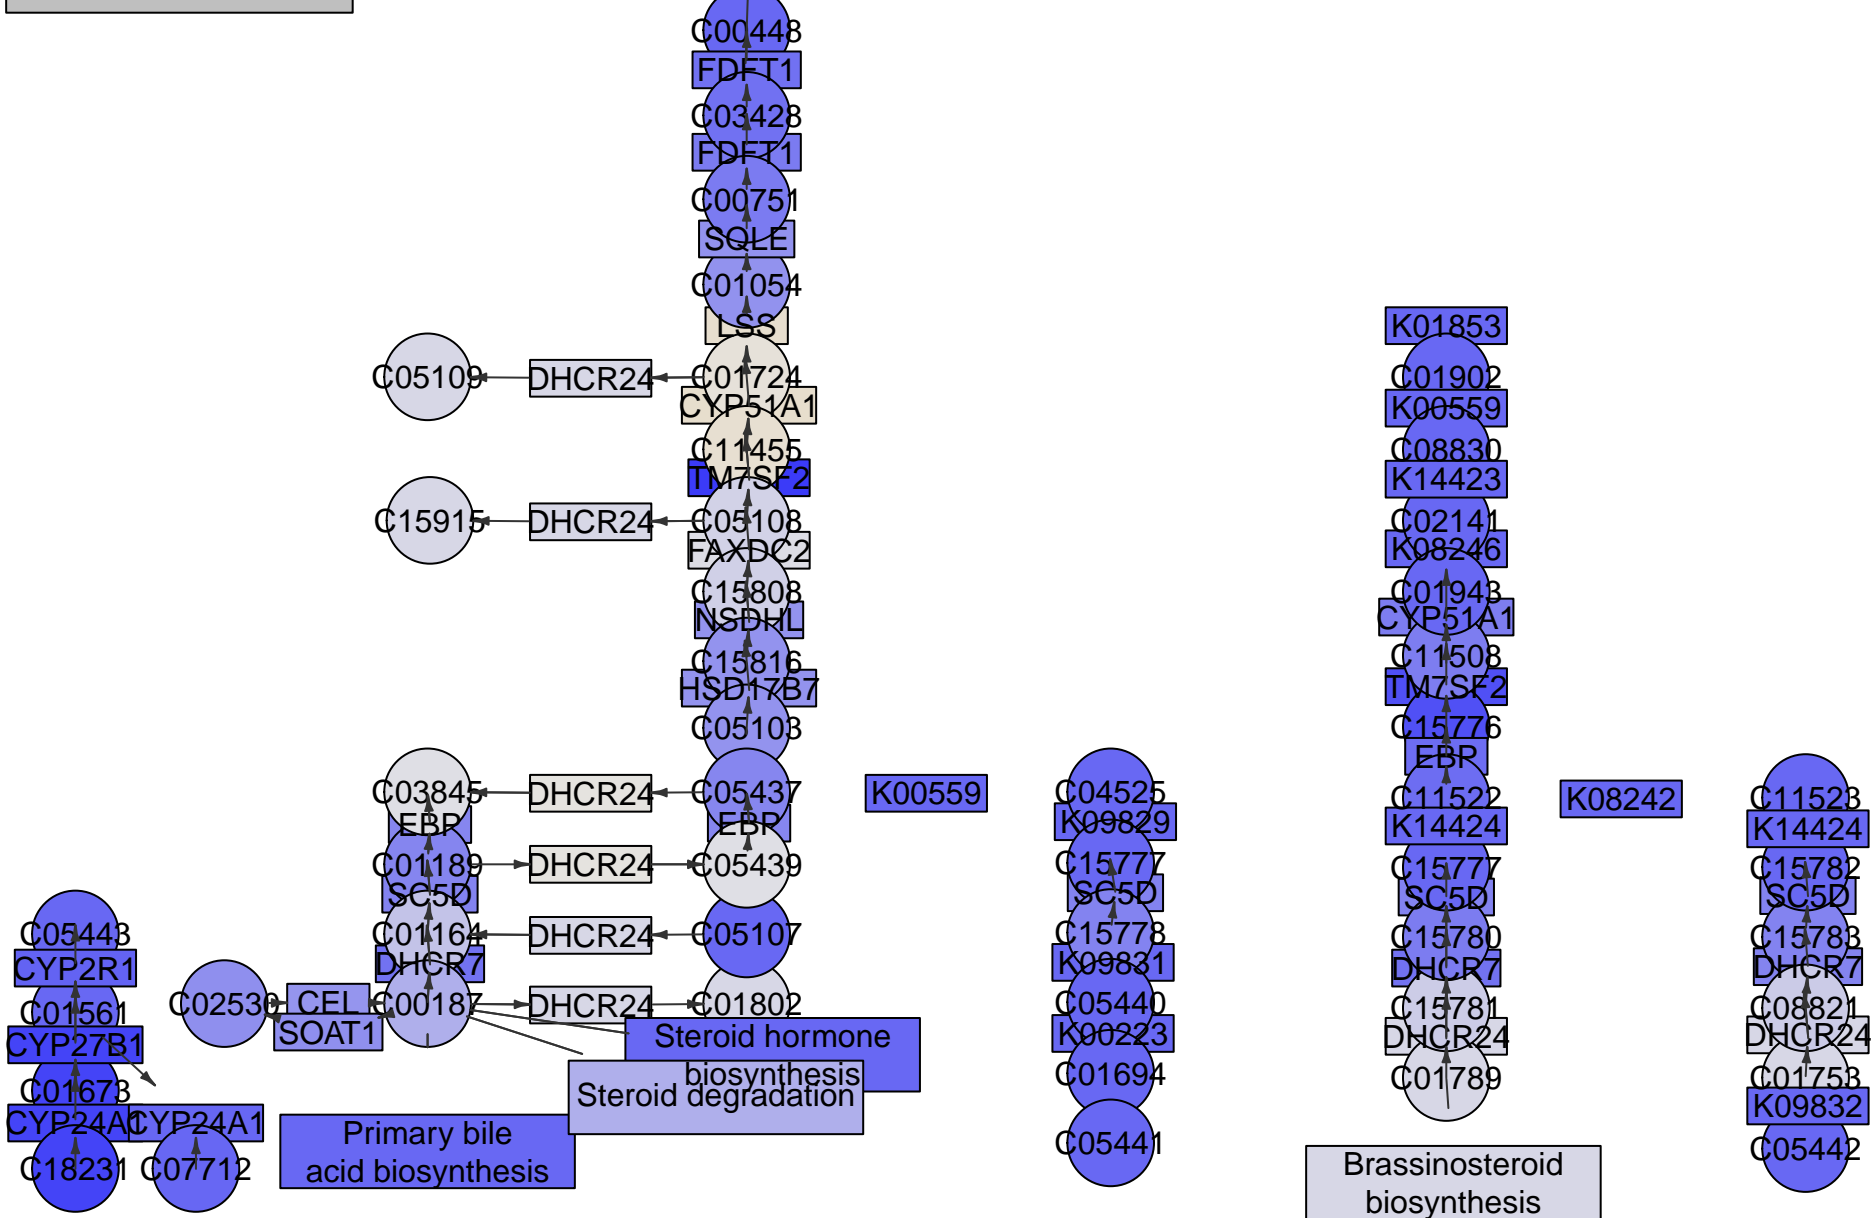 C00448
FDFT1
C03428
FDFT1
C00751
SQLE
C01054
LSS
C05109
DHCR24
C01724
CYP51A1
C11455
TM7SF2
C15915
DHCR24
C05108
FAXDC2
C15808
NSDHL
C15816
HSD17B7
C05103
C03845
DHCR24
C05437
EBP
EBP
C01189
DHCR24
C05439
SC5D
C01164
DHCR24
C05107
DHCR7
C02530
CEL
SOAT1
C00187
DHCR24
C01802
Steroid hormone
biosynthesis
Steroid degradation
Primary bile
acid biosynthesis
C05443
CYP2R1
C01561
CYP27B1
C01673
CYP24A1
CYP24A1
C18231
C07712
K00559
C04525
K09829
C15777
SC5D
C15778
K09831
C05440
K00223
C01694
C05441
K01853
C01902
K00559
C08830
K14423
C02141
K08246
C01943
CYP51A1
C11508
TM7SF2
C15776
EBP
C11522
K14424
C15777
SC5D
C15780
DHCR7
C15781
DHCR24
C01789
Brassinosteroid
biosynthesis
K08242
C11523
K14424
C15782
SC5D
C15783
DHCR7
C08821
DHCR24
C01753
K09832
C05442